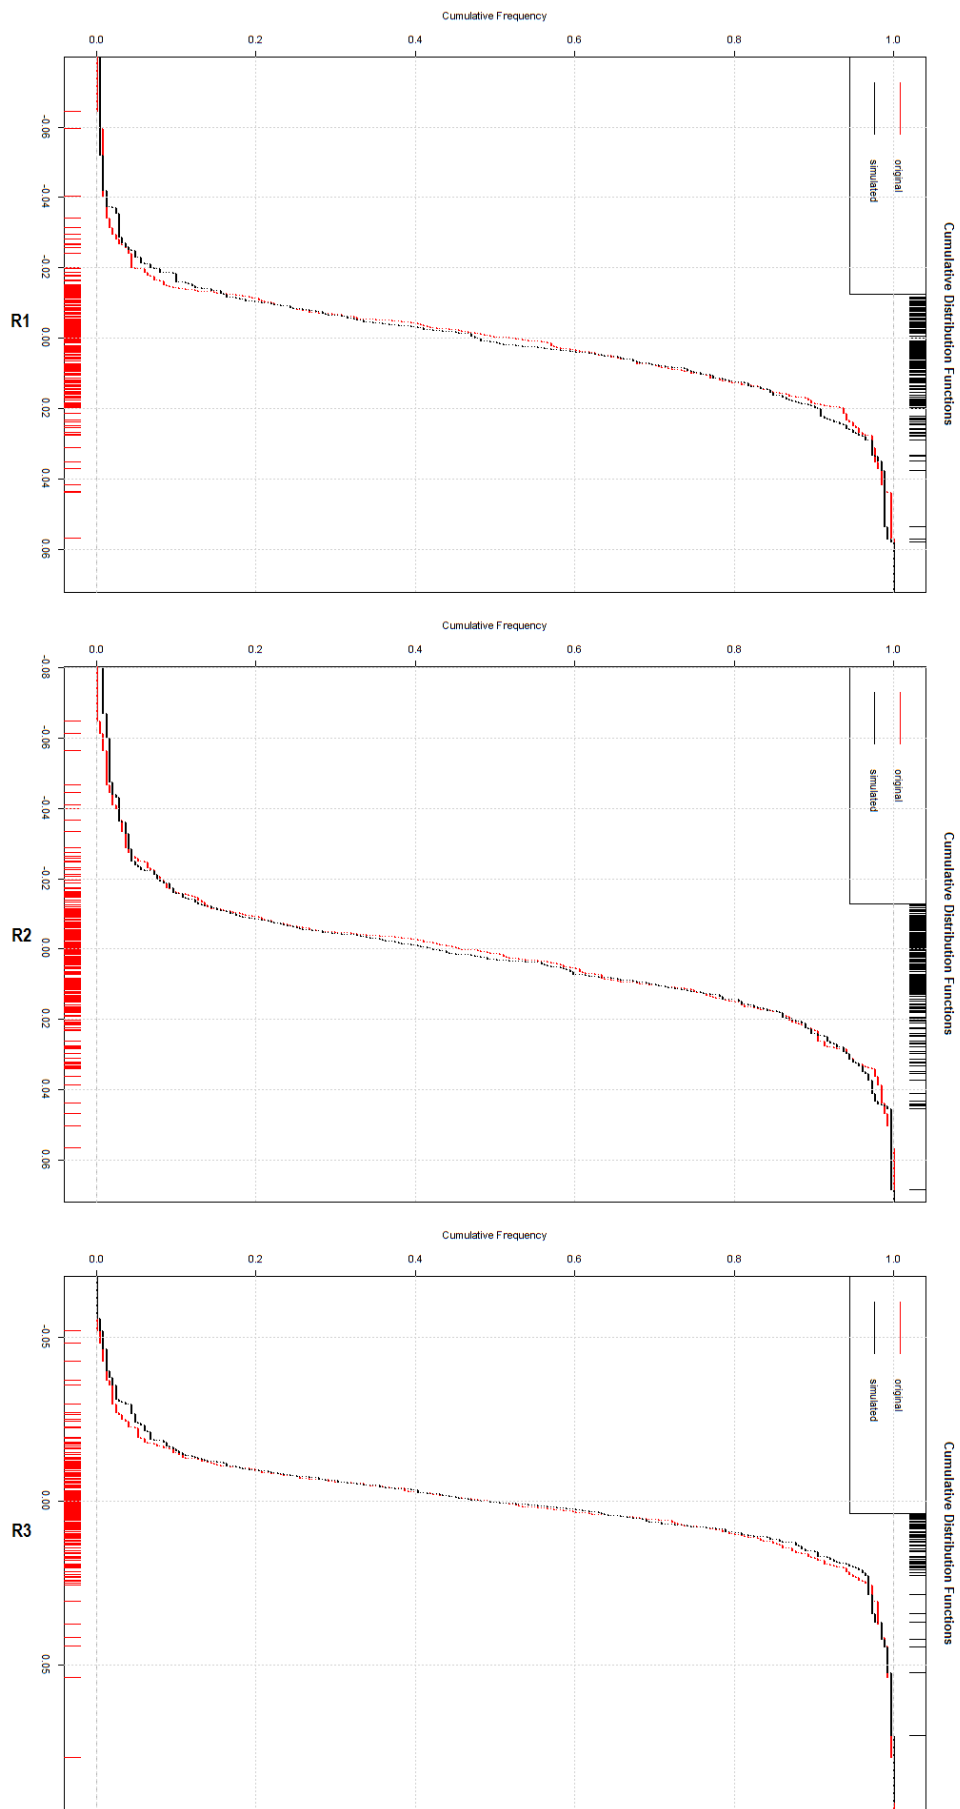 Cumulative Frequency
0.0 0.2 0.4 0.6 0.8 1.0
original
simulated
Cumulative Distribution Functions
-0.06 -0.04 -0.02 0.00 0.02 0.04 0.06
R1
Cumulative Frequency
0.0 0.2 0.4 0.6 0.8 1.0
original
simulated
Cumulative Distribution Functions
-0.08 -0.06 -0.04 -0.02 0.00 0.02 0.04 0.06
R2
Cumulative Frequency
0.0 0.2 0.4 0.6 0.8 1.0
original
simulated
Cumulative Distribution Functions
-0.05 0.00 0.05
R3